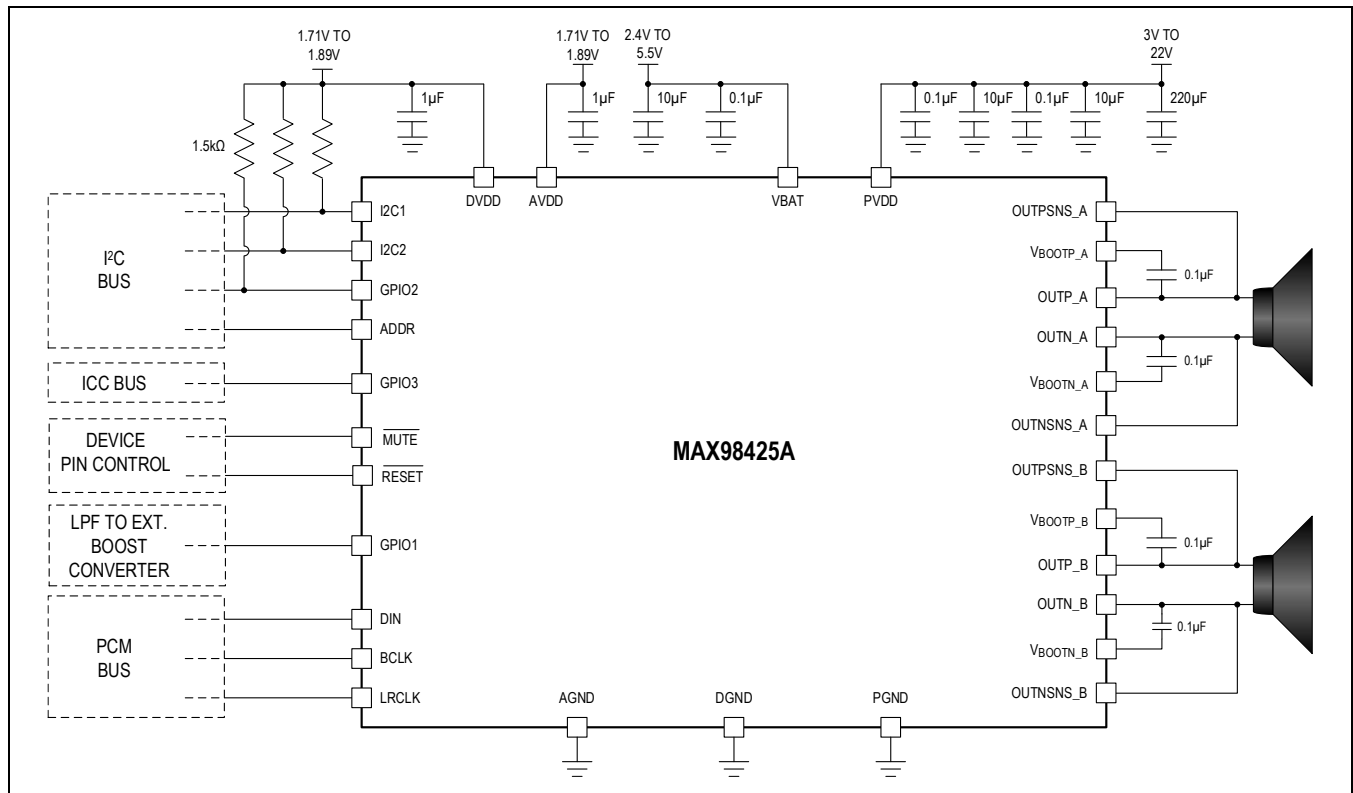 1.71V TO
1.89V
1.71V TO
1.89V
2.4V TO
5.5V
3V TO
22V
1µF
1µF
10µF
0.1µF
0.1µF
10µF
0.1µF
10µF
220µF
1.5kΩ
DVDD
AVDD
VBAT
PVDD
I²C
BUS
I2C1
I2C2
GPIO2
ADDR
ICC BUS
GPIO3
DEVICE
PIN CONTROL
MUTE
RESET
LPF TO EXT.
BOOST
CONVERTER
GPIO1
PCM
BUS
DIN
BCLK
LRCLK
MAX98425A
OUTPSNS_A
VBOOTP_A
0.1µF
OUTP_A
OUTN_A
0.1µF
VBOOTN_A
OUTNSNS_A
OUTPSNS_B
VBOOTP_B
0.1µF
OUTP_B
OUTN_B
0.1µF
VBOOTN_B
OUTNSNS_B
AGND
DGND
PGND